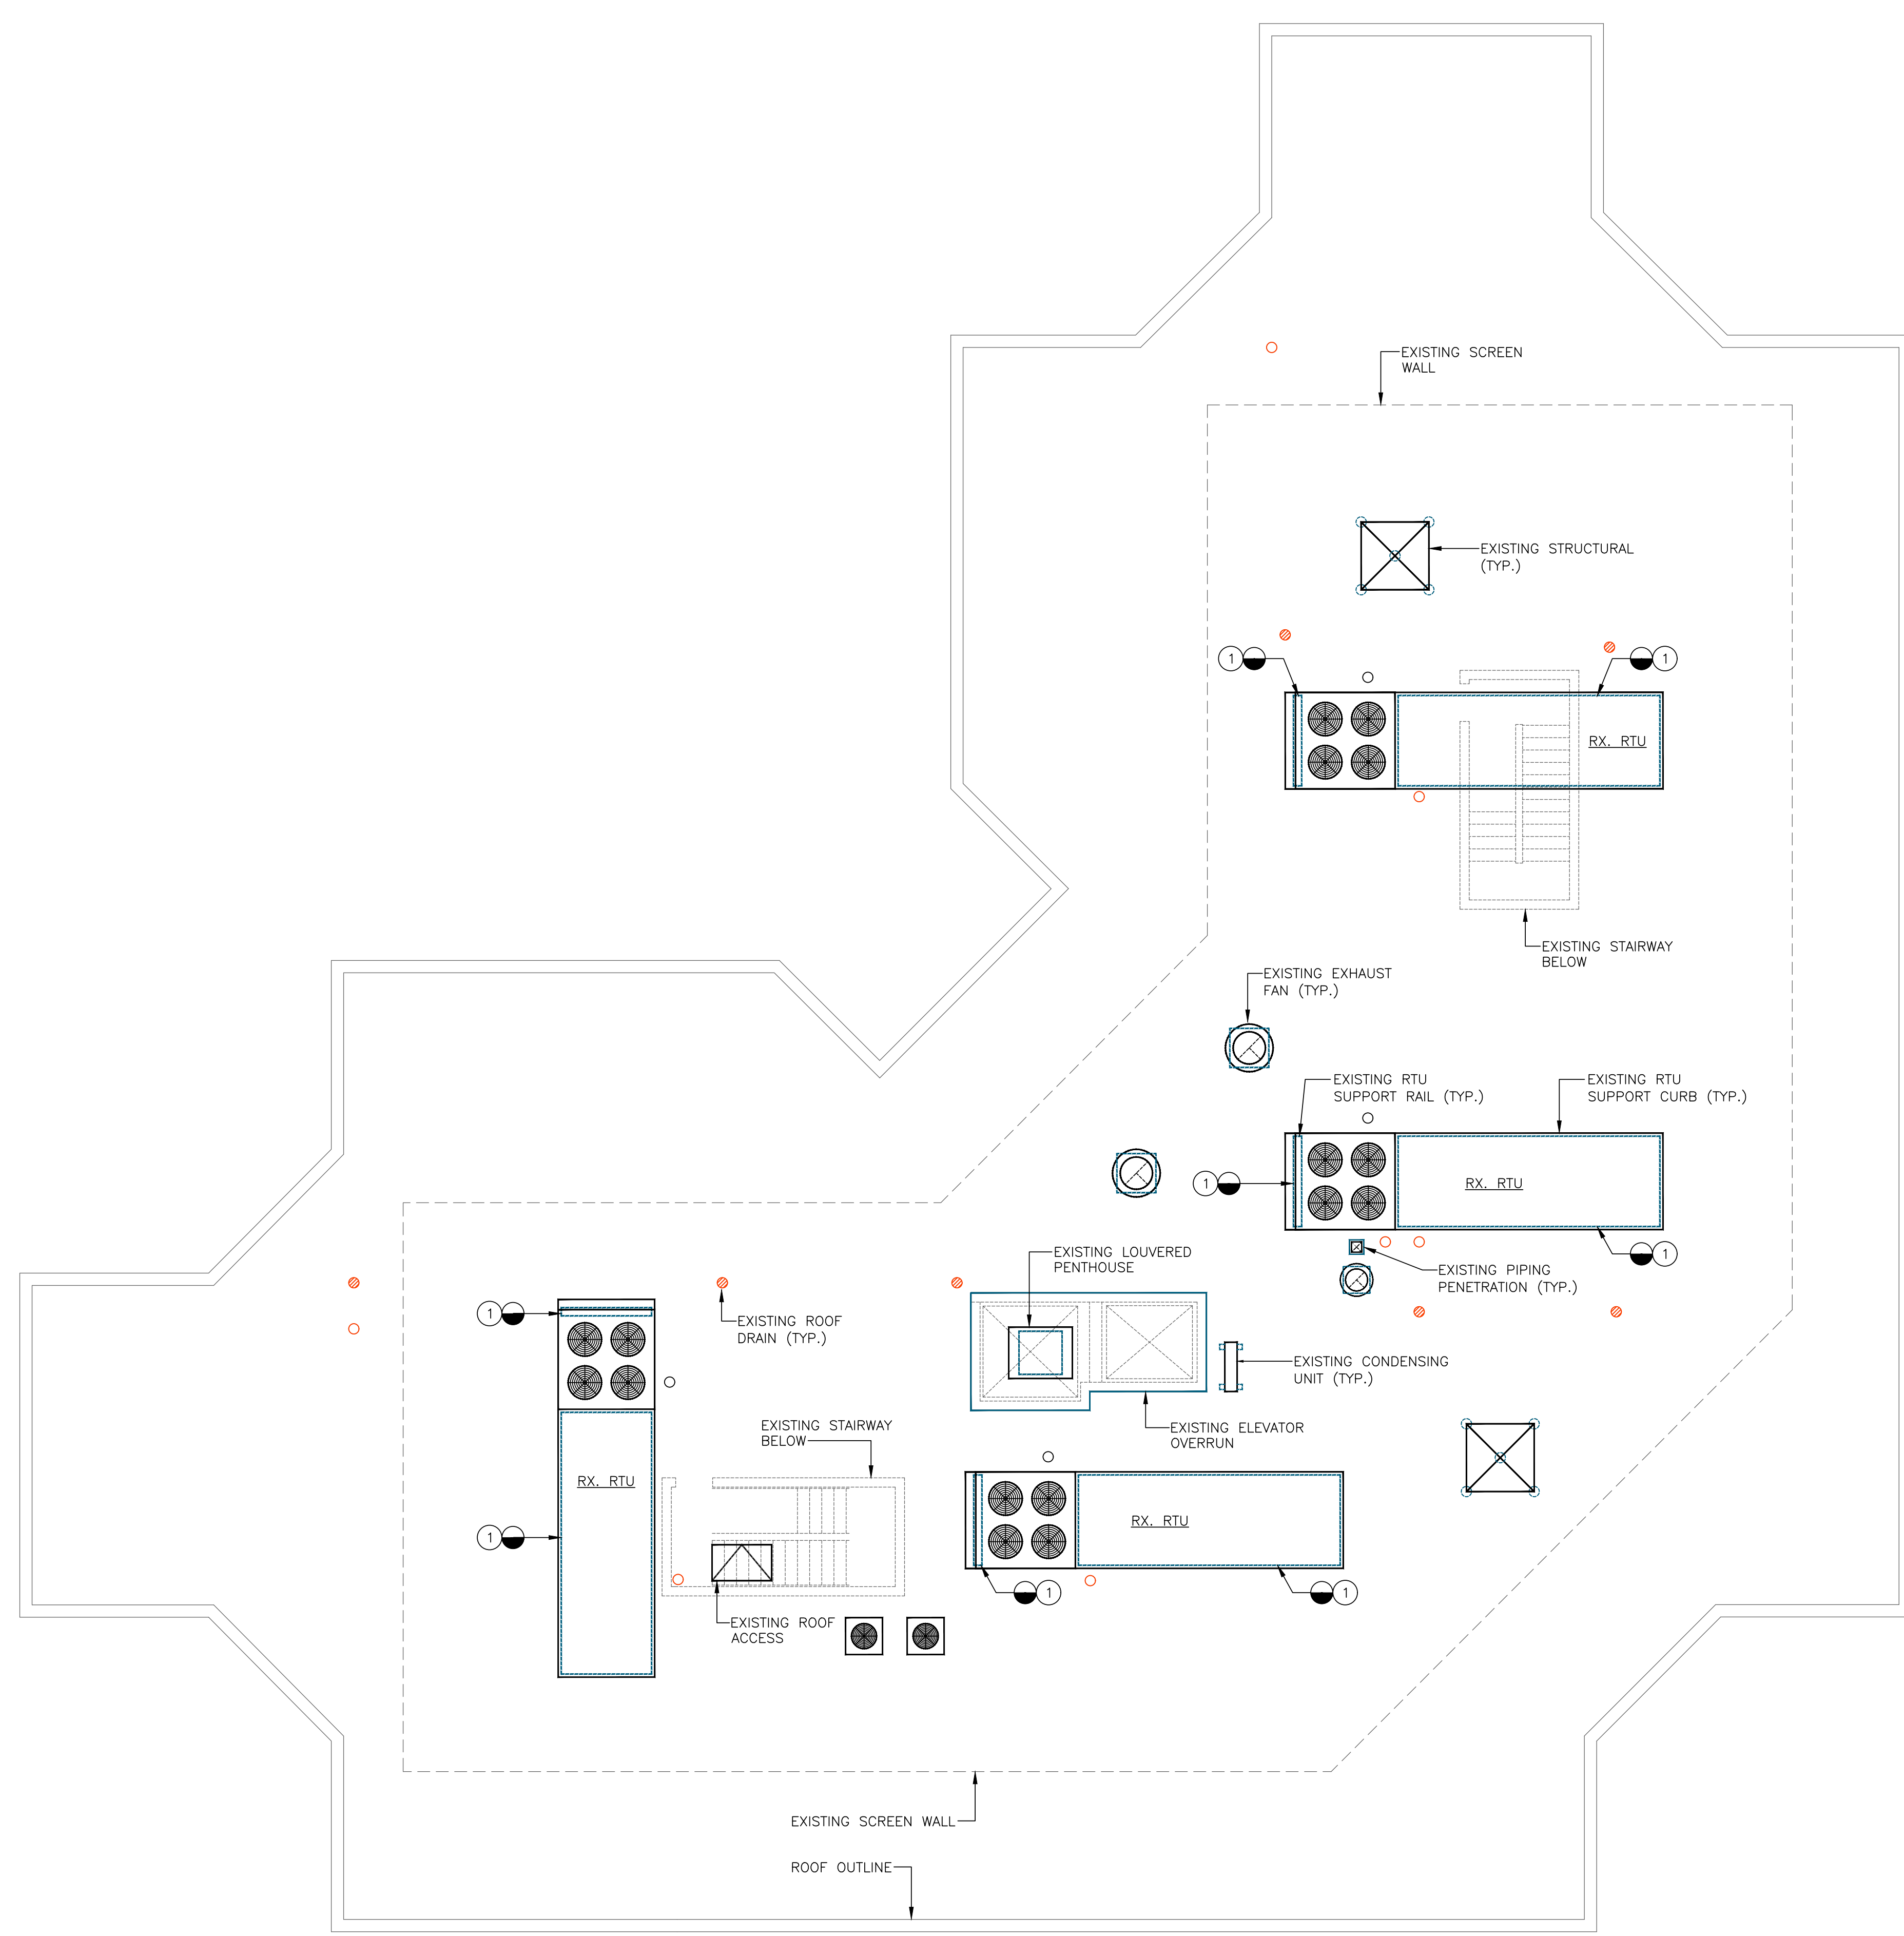 EXISTING SCREEN
WALL
EXISTING STRUCTURAL
(TYP.)
1
1
RX. RTU
EXISTING STAIRWAY
BELOW
EXISTING EXHAUST
FAN (TYP.)
EXISTING RTU
SUPPORT RAIL (TYP.)
EXISTING RTU
SUPPORT CURB (TYP.)
1
RX. RTU
1
EXISTING LOUVERED
PENTHOUSE
EXISTING PIPING
PENETRATION (TYP.)
1
EXISTING ROOF
DRAIN (TYP.)
EXISTING CONDENSING
UNIT (TYP.)
EXISTING STAIRWAY
BELOW
EXISTING ELEVATOR
OVERRUN
RX. RTU
RX. RTU
1
1
1
EXISTING ROOF
ACCESS
EXISTING SCREEN WALL
ROOF OUTLINE